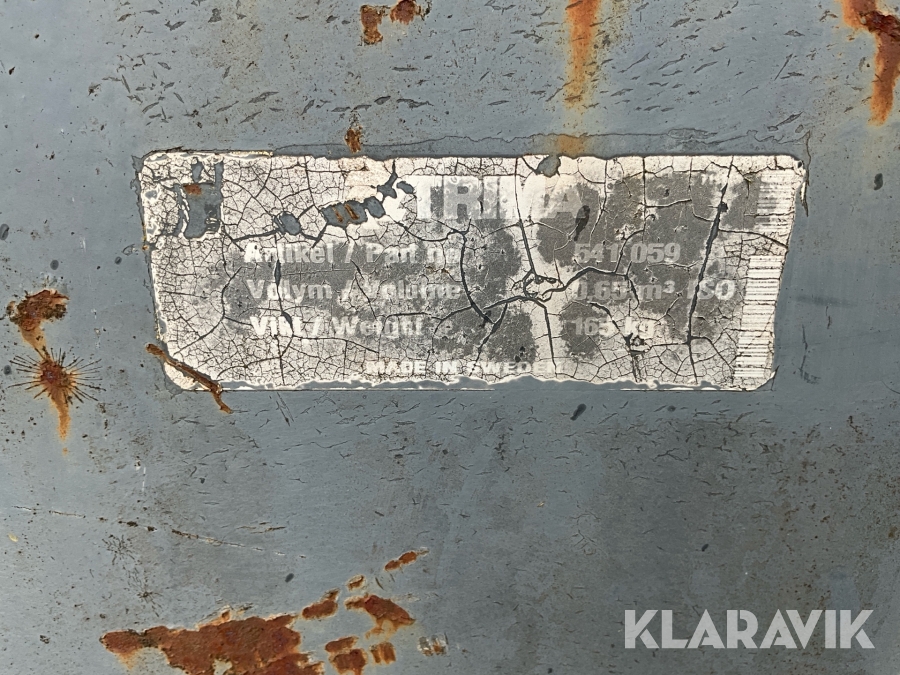 TRIMA
Artikel / Part no
541 059
Volym / Volume
0,65 m³ ISO
Vikt / Weight
165 kg
MADE IN SWEDEN
KLARAVIK